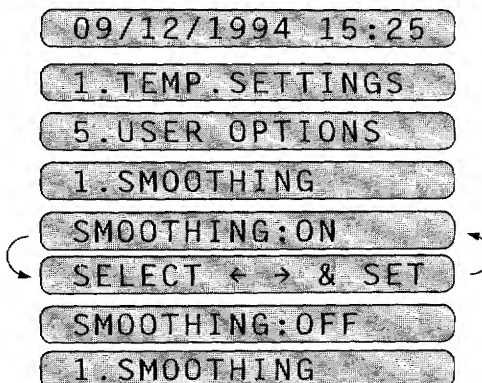 09/12/1994 15:25
1.TEMP.SETTINGS
5.USER OPTIONS
1.SMOOTHING
SMOOTHING:ON
SELECT ← → & SET
SMOOTHING:OFF
1.SMOOTHING